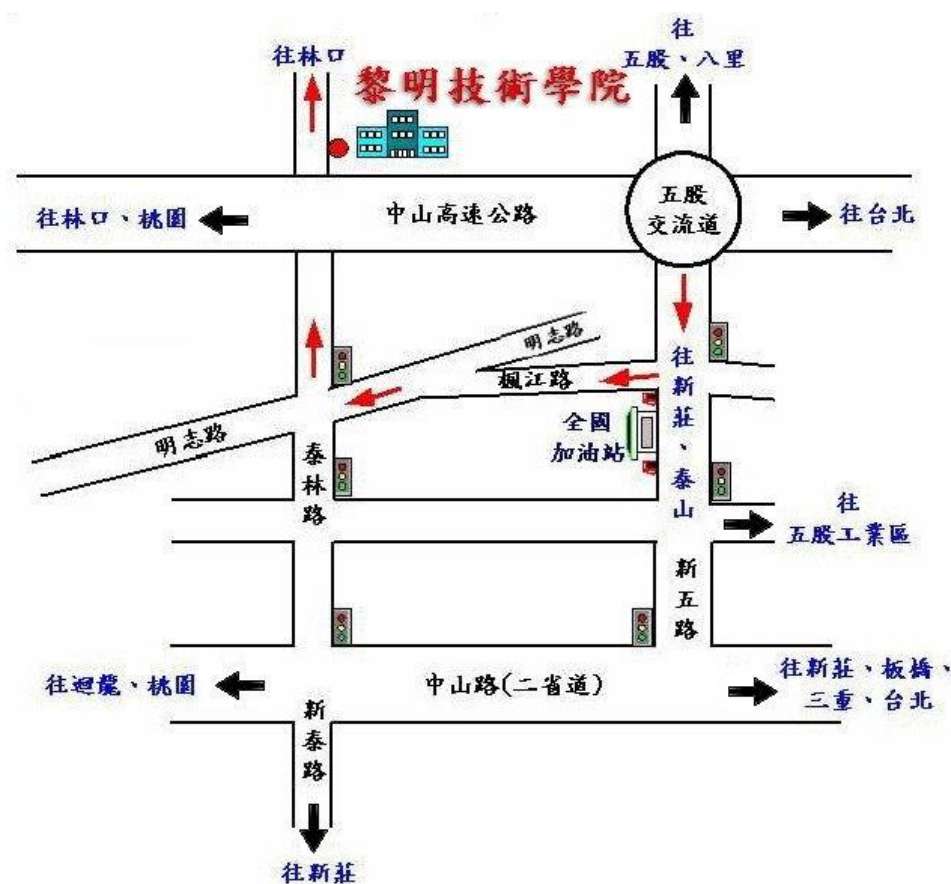 往林口
往
五股、八里
黎明技術學院
往林口、桃園
中山高速公路
五股
交流道
往台北
明志路
楓江路
往新莊、泰山
全國
加油站
明志路
泰林路
往
五股工業區
新五路
往迴龍、桃園
中山路(二省道)
往新莊、板橋、
三重、台北
新泰路
往新莊